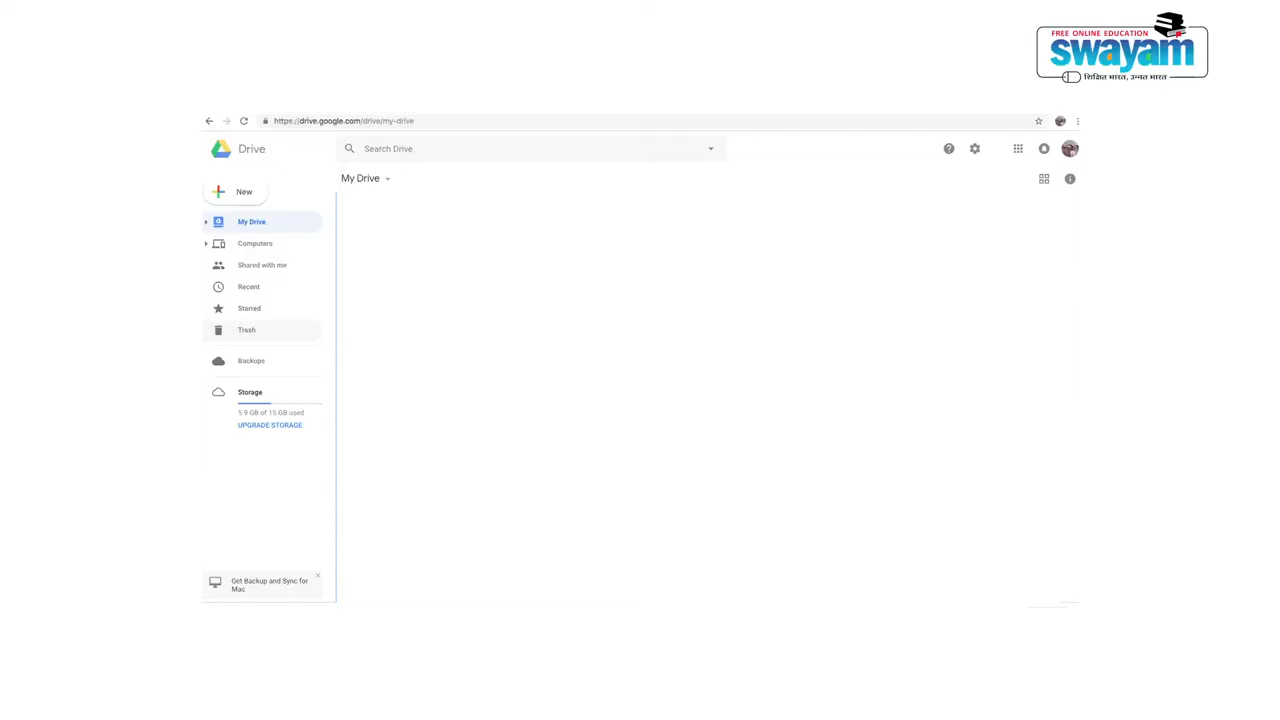 FREE ONLINE EDUCATION
swayam
शिक्षित भारत, उन्नत भारत
https://drive.google.com/drive/my-drive
Drive
Search Drive
My Drive
New
My Drive
Computers
Shared with me
Recent
Starred
Trash
Backups
Storage
5.9 GB of 15 GB used
UPGRADE STORAGE
Get Backup and Sync for
Mac